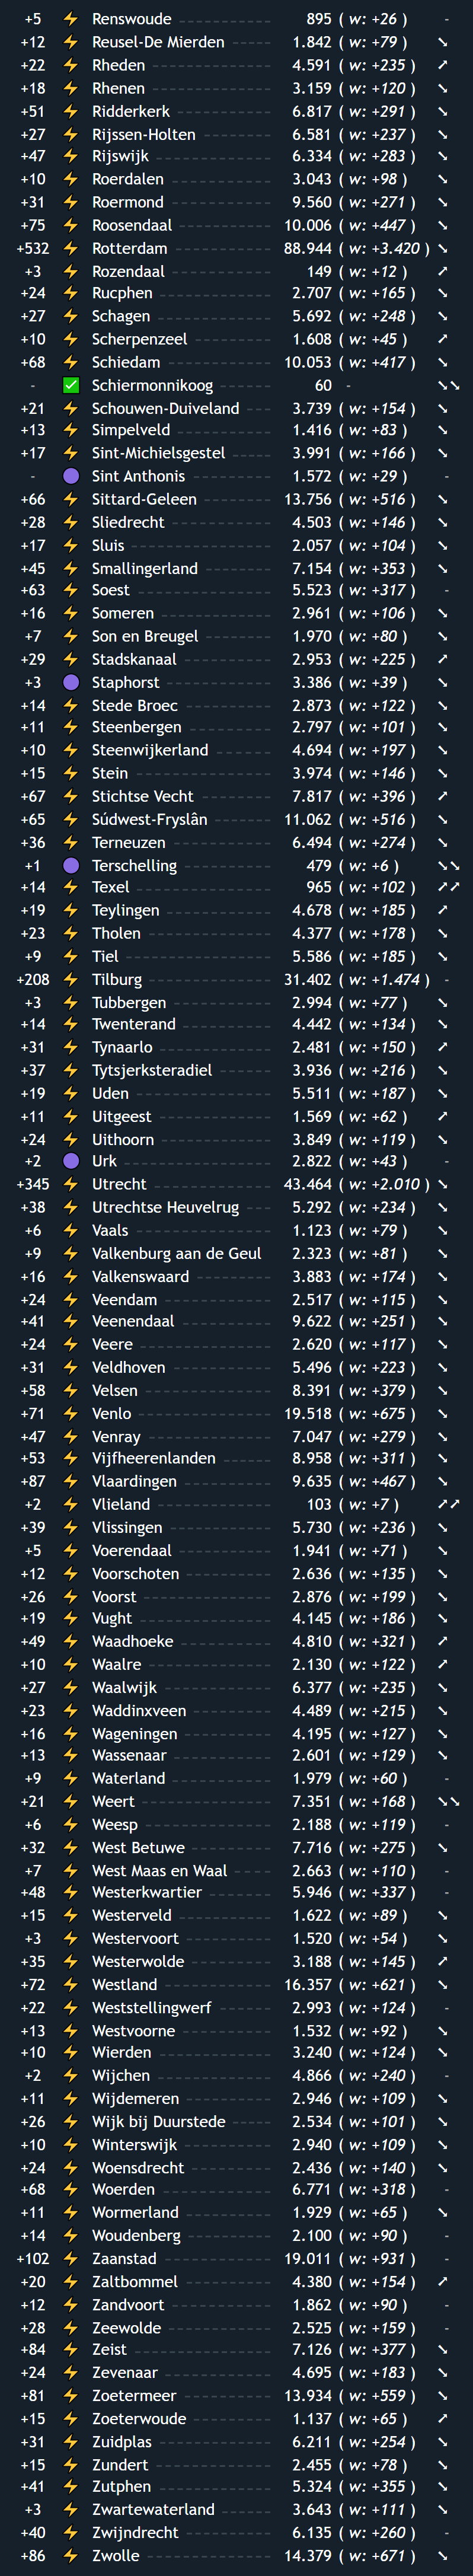 +5 ⚡ Renswoude 895 ( w: +26 ) -
+12 ⚡ Reusel-De Mierden 1.842 ( w: +79 ) ➘
+22 ⚡ Rheden 4.591 ( w: +235 ) ➚
+18 ⚡ Rhenen 3.159 ( w: +120 ) ➘
+51 ⚡ Ridderkerk 6.817 ( w: +291 ) ➘
+27 ⚡ Rijssen-Holten 6.581 ( w: +237 ) ➘
+47 ⚡ Rijswijk 6.334 ( w: +283 ) ➘
+10 ⚡ Roerdalen 3.043 ( w: +98 ) ➘
+31 ⚡ Roermond 9.560 ( w: +271 ) ➘
+75 ⚡ Roosendaal 10.006 ( w: +447 ) ➘
+532 ⚡ Rotterdam 88.944 ( w: +3.420 ) ➘
+3 ⚡ Rozendaal 149 ( w: +12 ) ➚
+24 ⚡ Rucphen 2.707 ( w: +165 ) ➘
+27 ⚡ Schagen 5.692 ( w: +248 ) ➘
+10 ⚡ Scherpenzeel 1.608 ( w: +45 ) ➚
+68 ⚡ Schiedam 10.053 ( w: +417 ) ➘
- ✅ Schiermonnikoog 60 - ➘➘
+21 ⚡ Schouwen-Duiveland 3.739 ( w: +154 ) ➘
+13 ⚡ Simpelveld 1.416 ( w: +83 ) ➘
+17 ⚡ Sint-Michielsgestel 3.991 ( w: +166 ) ➘
- 🟣 Sint Anthonis 1.572 ( w: +29 ) -
+66 ⚡ Sittard-Geleen 13.756 ( w: +516 ) ➘
+28 ⚡ Sliedrecht 4.503 ( w: +146 ) ➘
+17 ⚡ Sluis 2.057 ( w: +104 ) ➘
+45 ⚡ Smallingerland 7.154 ( w: +353 ) ➘
+63 ⚡ Soest 5.523 ( w: +317 ) -
+16 ⚡ Someren 2.961 ( w: +106 ) ➘
+7 ⚡ Son en Breugel 1.970 ( w: +80 ) ➘
+29 ⚡ Stadskanaal 2.953 ( w: +225 ) ➚
+3 🟣 Staphorst 3.386 ( w: +39 ) ➘
+14 ⚡ Stede Broec 2.873 ( w: +122 ) ➘
+11 ⚡ Steenbergen 2.797 ( w: +101 ) ➘
+10 ⚡ Steenwijkerland 4.694 ( w: +197 ) ➘
+15 ⚡ Stein 3.974 ( w: +146 ) ➘
+67 ⚡ Stichtse Vecht 7.817 ( w: +396 ) ➚
+65 ⚡ Súdwest-Fryslân 11.062 ( w: +516 ) ➘
+36 ⚡ Terneuzen 6.494 ( w: +274 ) ➘
+1 🟣 Terschelling 479 ( w: +6 ) ➘➘
+14 ⚡ Texel 965 ( w: +102 ) ➚➚
+19 ⚡ Teylingen 4.678 ( w: +185 ) ➚
+23 ⚡ Tholen 4.377 ( w: +178 ) ➘
+9 ⚡ Tiel 5.586 ( w: +185 ) ➘
+208 ⚡ Tilburg 31.402 ( w: +1.474 ) -
+3 ⚡ Tubbergen 2.994 ( w: +77 ) ➘
+14 ⚡ Twenterand 4.442 ( w: +134 ) ➘
+31 ⚡ Tynaarlo 2.481 ( w: +150 ) ➚
+37 ⚡ Tytsjerksteradiel 3.936 ( w: +216 ) ➘
+19 ⚡ Uden 5.511 ( w: +187 ) ➘
+11 ⚡ Uitgeest 1.569 ( w: +62 ) ➚
+24 ⚡ Uithoorn 3.849 ( w: +119 ) ➘
+2 🟣 Urk 2.822 ( w: +43 ) -
+345 ⚡ Utrecht 43.464 ( w: +2.010 ) ➘
+38 ⚡ Utrechtse Heuvelrug 5.292 ( w: +234 ) ➘
+6 ⚡ Vaals 1.123 ( w: +79 ) ➘
+9 ⚡ Valkenburg aan de Geul 2.323 ( w: +81 ) ➘
+16 ⚡ Valkenswaard 3.883 ( w: +174 ) ➘
+24 ⚡ Veendam 2.517 ( w: +115 ) ➘
+41 ⚡ Veenendaal 9.622 ( w: +251 ) ➘
+24 ⚡ Veere 2.620 ( w: +117 ) ➘
+31 ⚡ Veldhoven 5.496 ( w: +223 ) ➘
+58 ⚡ Velsen 8.391 ( w: +379 ) ➘
+71 ⚡ Venlo 19.518 ( w: +675 ) ➘
+47 ⚡ Venray 7.047 ( w: +279 ) ➘
+53 ⚡ Vijfheerenlanden 8.958 ( w: +311 ) ➘
+87 ⚡ Vlaardingen 9.635 ( w: +467 ) ➘
+2 ⚡ Vlieland 103 ( w: +7 ) ➚➚
+39 ⚡ Vlissingen 5.730 ( w: +236 ) ➘
+5 ⚡ Voerendaal 1.941 ( w: +71 ) ➘
+12 ⚡ Voorschoten 2.636 ( w: +135 ) ➘
+26 ⚡ Voorst 2.876 ( w: +199 ) ➘
+19 ⚡ Vught 4.145 ( w: +186 ) ➘
+49 ⚡ Waadhoeke 4.810 ( w: +321 ) ➚
+10 ⚡ Waalre 2.130 ( w: +122 ) ➚
+27 ⚡ Waalwijk 6.377 ( w: +235 ) ➘
+23 ⚡ Waddinxveen 4.489 ( w: +215 ) ➘
+16 ⚡ Wageningen 4.195 ( w: +127 ) ➘
+13 ⚡ Wassenaar 2.601 ( w: +129 ) ➘
+9 ⚡ Waterland 1.979 ( w: +60 ) -
+21 ⚡ Weert 7.351 ( w: +168 ) ➘➘
+6 ⚡ Weesp 2.188 ( w: +119 ) -
+32 ⚡ West Betuwe 7.716 ( w: +275 ) ➘
+7 ⚡ West Maas en Waal 2.663 ( w: +110 ) -
+48 ⚡ Westerkwartier 5.946 ( w: +337 ) -
+15 ⚡ Westerveld 1.622 ( w: +89 ) ➘
+3 ⚡ Westervoort 1.520 ( w: +54 ) ➘
+35 ⚡ Westerwolde 3.188 ( w: +145 ) ➚
+72 ⚡ Westland 16.357 ( w: +621 ) ➘
+22 ⚡ Weststellingwerf 2.993 ( w: +124 ) -
+13 ⚡ Westvoorne 1.532 ( w: +92 ) ➘
+10 ⚡ Wierden 3.240 ( w: +124 ) ➘
+2 ⚡ Wijchen 4.866 ( w: +240 ) -
+11 ⚡ Wijdemeren 2.946 ( w: +109 ) ➘
+26 ⚡ Wijk bij Duurstede 2.534 ( w: +101 ) ➘
+10 ⚡ Winterswijk 2.940 ( w: +109 ) ➘
+24 ⚡ Woensdrecht 2.436 ( w: +140 ) ➘
+68 ⚡ Woerden 6.771 ( w: +318 ) -
+11 ⚡ Wormerland 1.929 ( w: +65 ) ➘
+14 ⚡ Woudenberg 2.100 ( w: +90 ) -
+102 ⚡ Zaanstad 19.011 ( w: +931 ) -
+20 ⚡ Zaltbommel 4.380 ( w: +154 ) ➚
+12 ⚡ Zandvoort 1.862 ( w: +90 ) -
+28 ⚡ Zeewolde 2.525 ( w: +159 ) -
+84 ⚡ Zeist 7.126 ( w: +377 ) ➘
+24 ⚡ Zevenaar 4.695 ( w: +183 ) ➘
+81 ⚡ Zoetermeer 13.934 ( w: +559 ) ➘
+15 ⚡ Zoeterwoude 1.137 ( w: +65 ) ➚
+31 ⚡ Zuidplas 6.211 ( w: +254 ) ➘
+15 ⚡ Zundert 2.455 ( w: +78 ) ➘
+41 ⚡ Zutphen 5.324 ( w: +355 ) ➘
+3 ⚡ Zwartewaterland 3.643 ( w: +111 ) ➘
+40 ⚡ Zwijndrecht 6.135 ( w: +260 ) -
+86 ⚡ Zwolle 14.379 ( w: +671 ) ➘